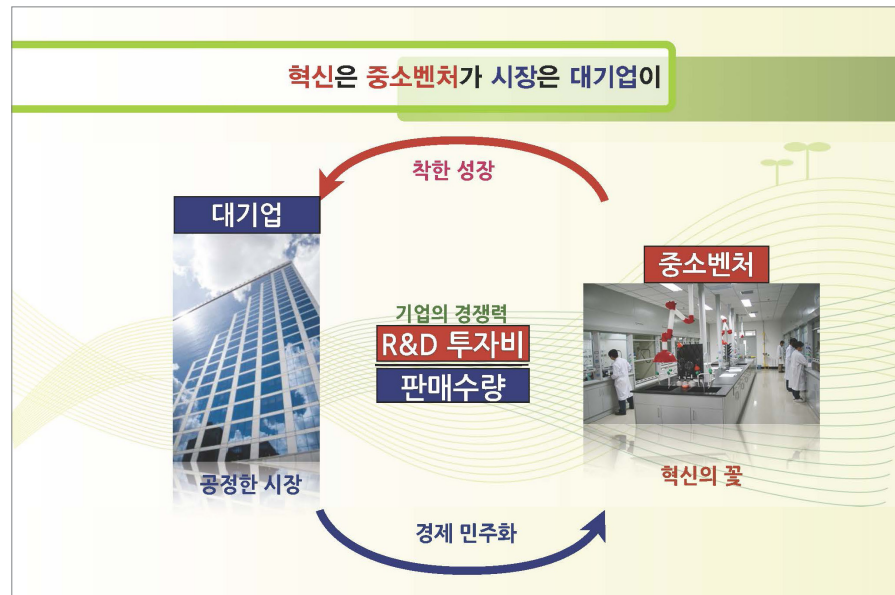 혁신은 중소벤처가 시장은 대기업이
착한 성장
대기업
중소벤처
기업의 경쟁력
R&D 투자비
판매수량
공정한 시장
혁신의 꽃
경제 민주화